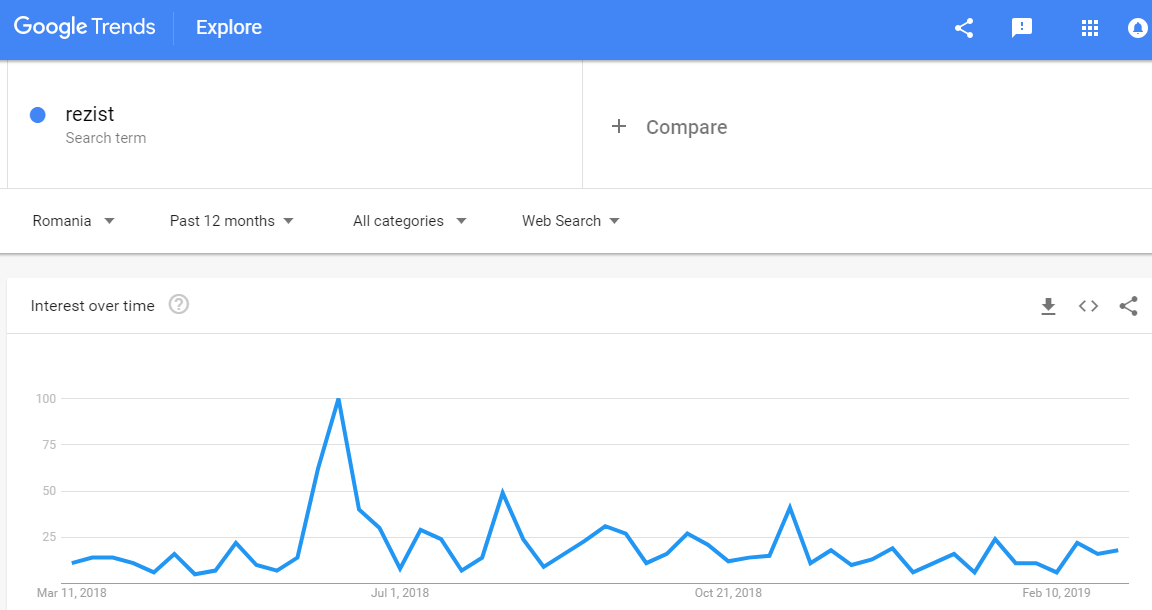 Google Trends Explore
rezist
Search term
+ Compare
Romania Past 12 months All categories Web Search
Interest over time ?
100
75
50
25
Mar 11, 2018 Jul 1, 2018 Oct 21, 2018 Feb 10, 2019